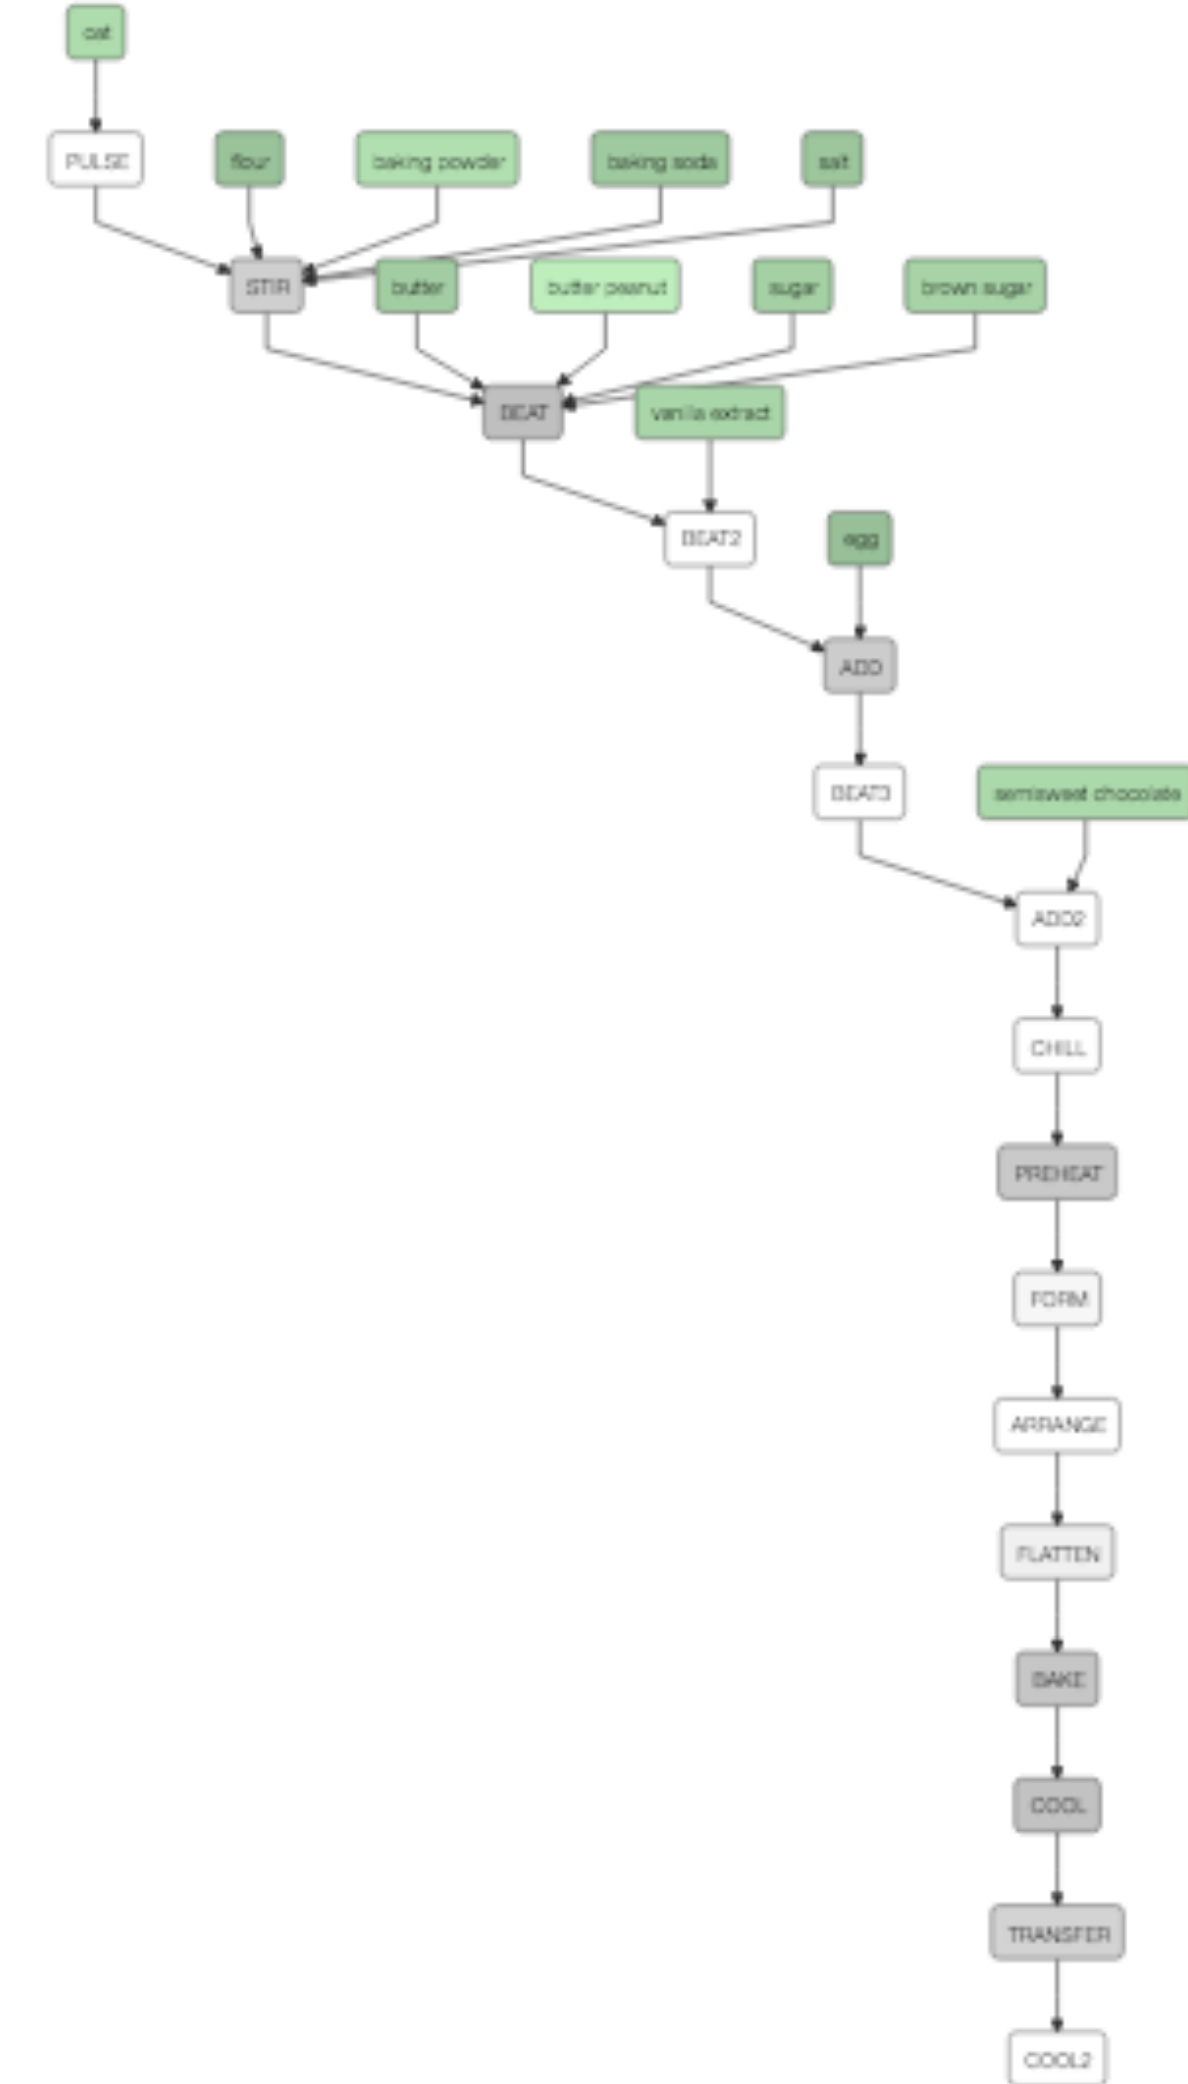 oat
PULSE
flour
baking powder
baking soda
salt
STIR
butter
butter peanut
sugar
brown sugar
BEAT
vanilla extract
BEAT2
egg
ADD
BEAT3
semisweet chocolate
ADD2
CHILL
PREHEAT
FORM
ARRANGE
FLATTEN
BAKE
COOL
TRANSFER
COOL2